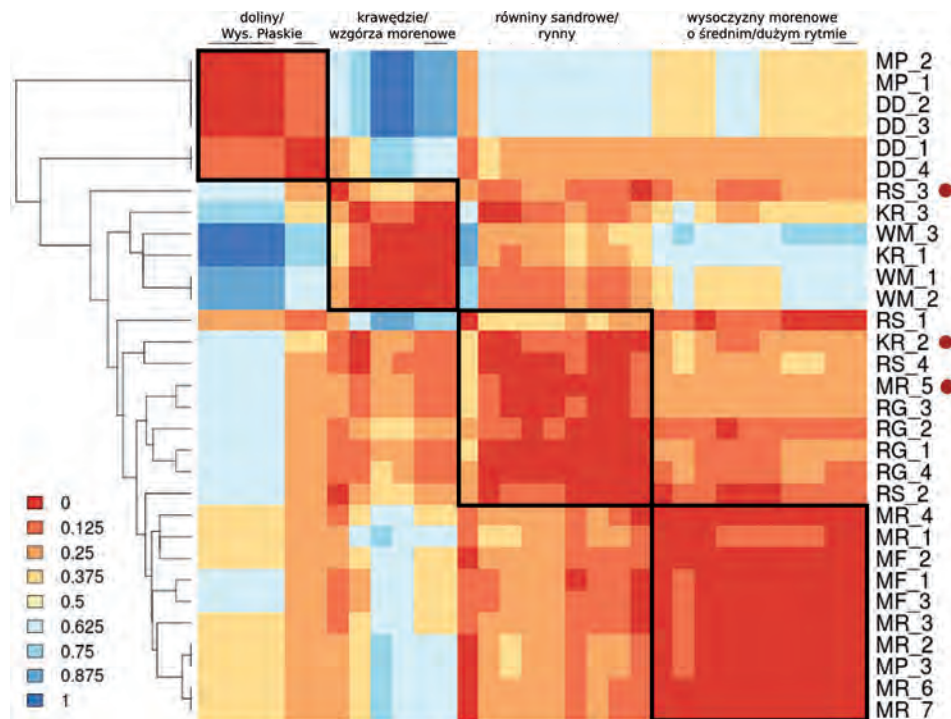 doliny/
Wys. Płaskie
krawędzie/
wzgórza morenowe
równiny sandrowe/
rynny
wysoczyzny morenowe
o średnim/dużym rytmie
MP_2
MP_1
DD_2
DD_3
DD_1
DD_4
RS_3
KR_3
WM_3
KR_1
WM_1
WM_2
RS_1
KR_2
RS_4
MR_5
RG_3
RG_2
RG_1
RG_4
RS_2
MR_4
MR_1
MF_2
MF_1
MF_3
MR_3
MR_2
MP_3
MR_6
MR_7
0
0.125
0.25
0.375
0.5
0.625
0.75
0.875
1